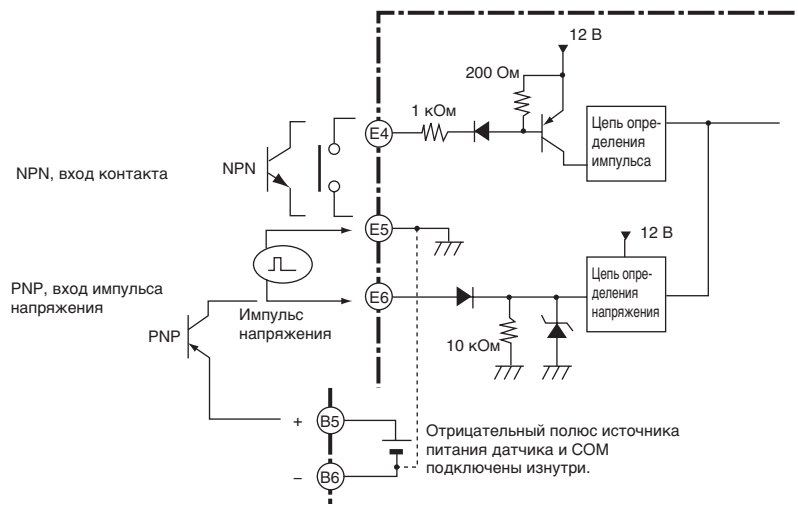 12 В
200 Ом
1 кОм
E4
Цепь опре-
деления
импульса
NPN, вход контакта
NPN
E5
12 В
PNP, вход импульса
напряжения
Импульс
напряжения
E6
Цепь опре-
деления
напряжения
PNP
10 кОм
+
B5
–
B6
Отрицательный полюс источника
питания датчика и COM
подключены изнутри.